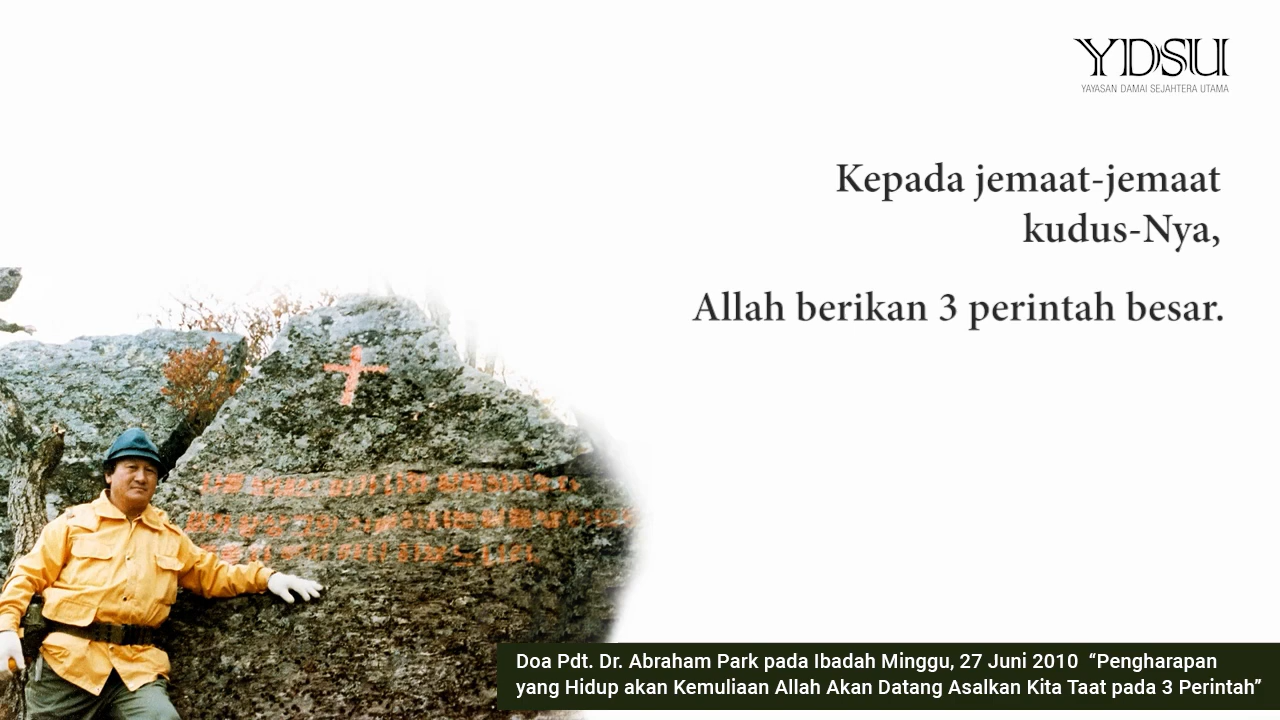 YDSU
YAYASAN DAMAI SEJAHTERA UTAMA
Kepada jemaat-jemaat
kudus-Nya,
Allah berikan 3 perintah besar.
Doa Pdt. Dr. Abraham Park pada Ibadah Minggu, 27 Juni 2010 “Pengharapan
yang Hidup akan Kemuliaan Allah Akan Datang Asalkan Kita Taat pada 3 Perintah”